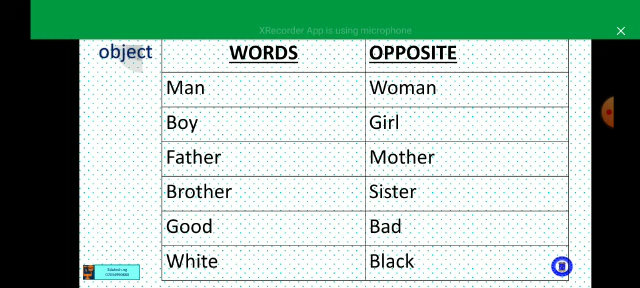 XRecorder App is using microphone
object
WORDS OPPOSITE
Man Woman
Boy Girl
Father Mother
Brother Sister
Good Bad
White Black